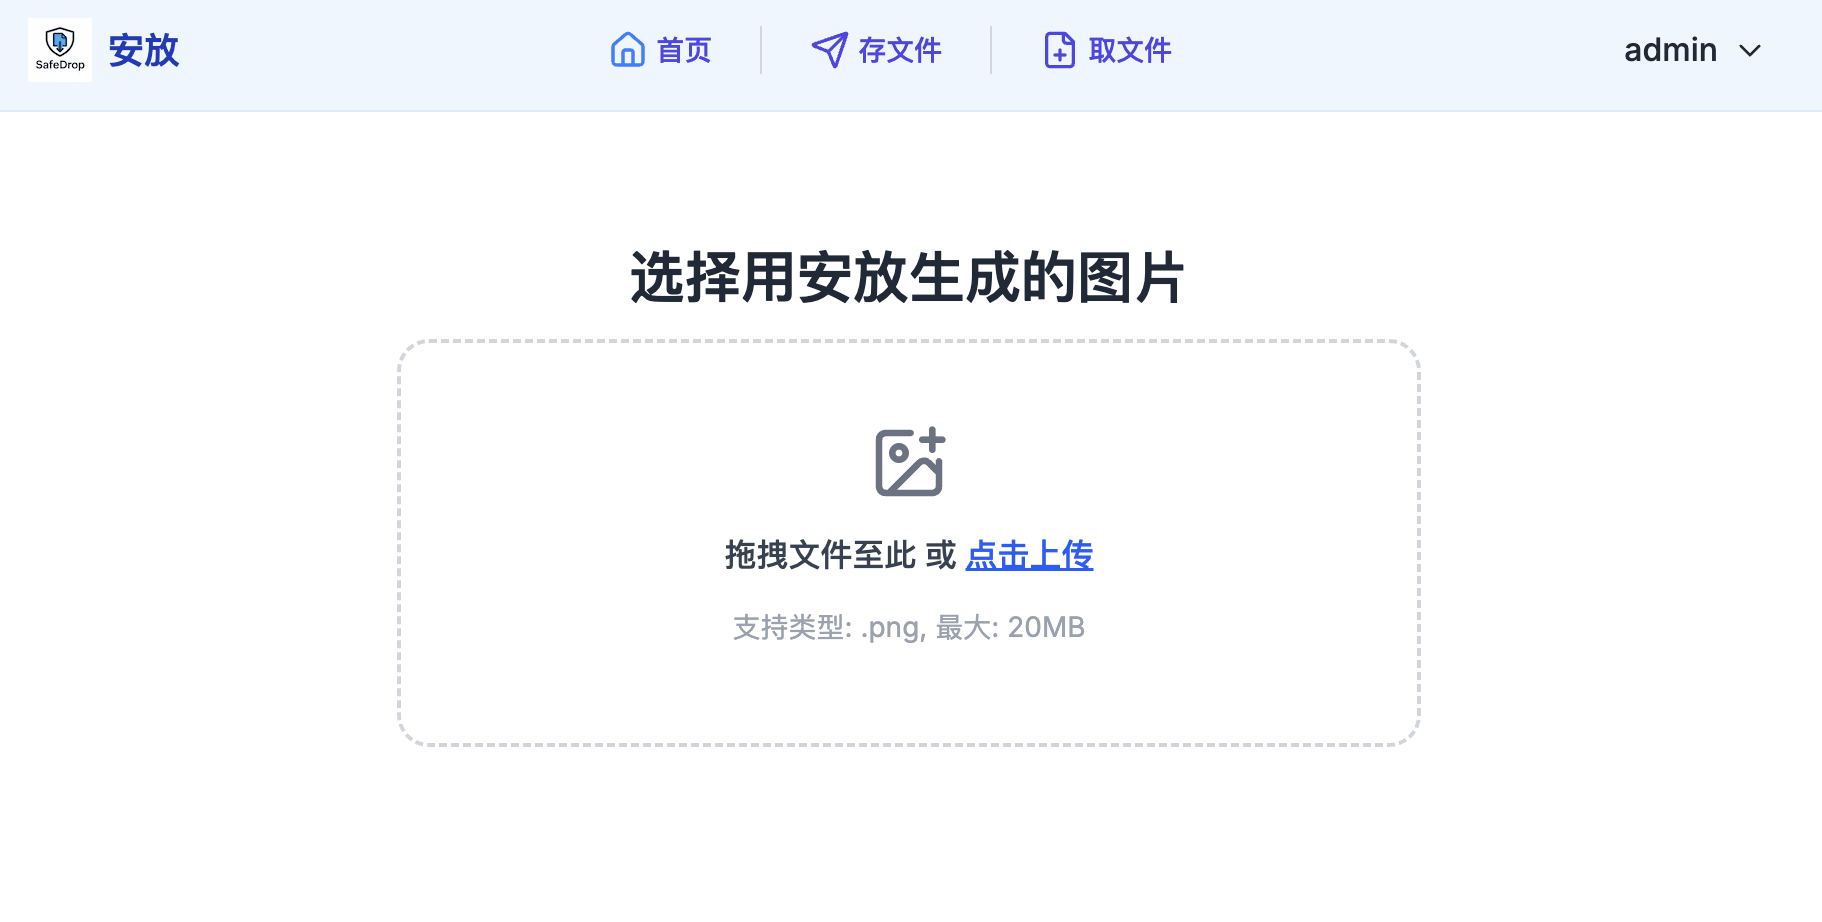 SafeDrop
安放
首页
存文件
取文件
admin
选择用安放生成的图片
拖拽文件至此 或 点击上传
支持类型: .png, 最大: 20MB